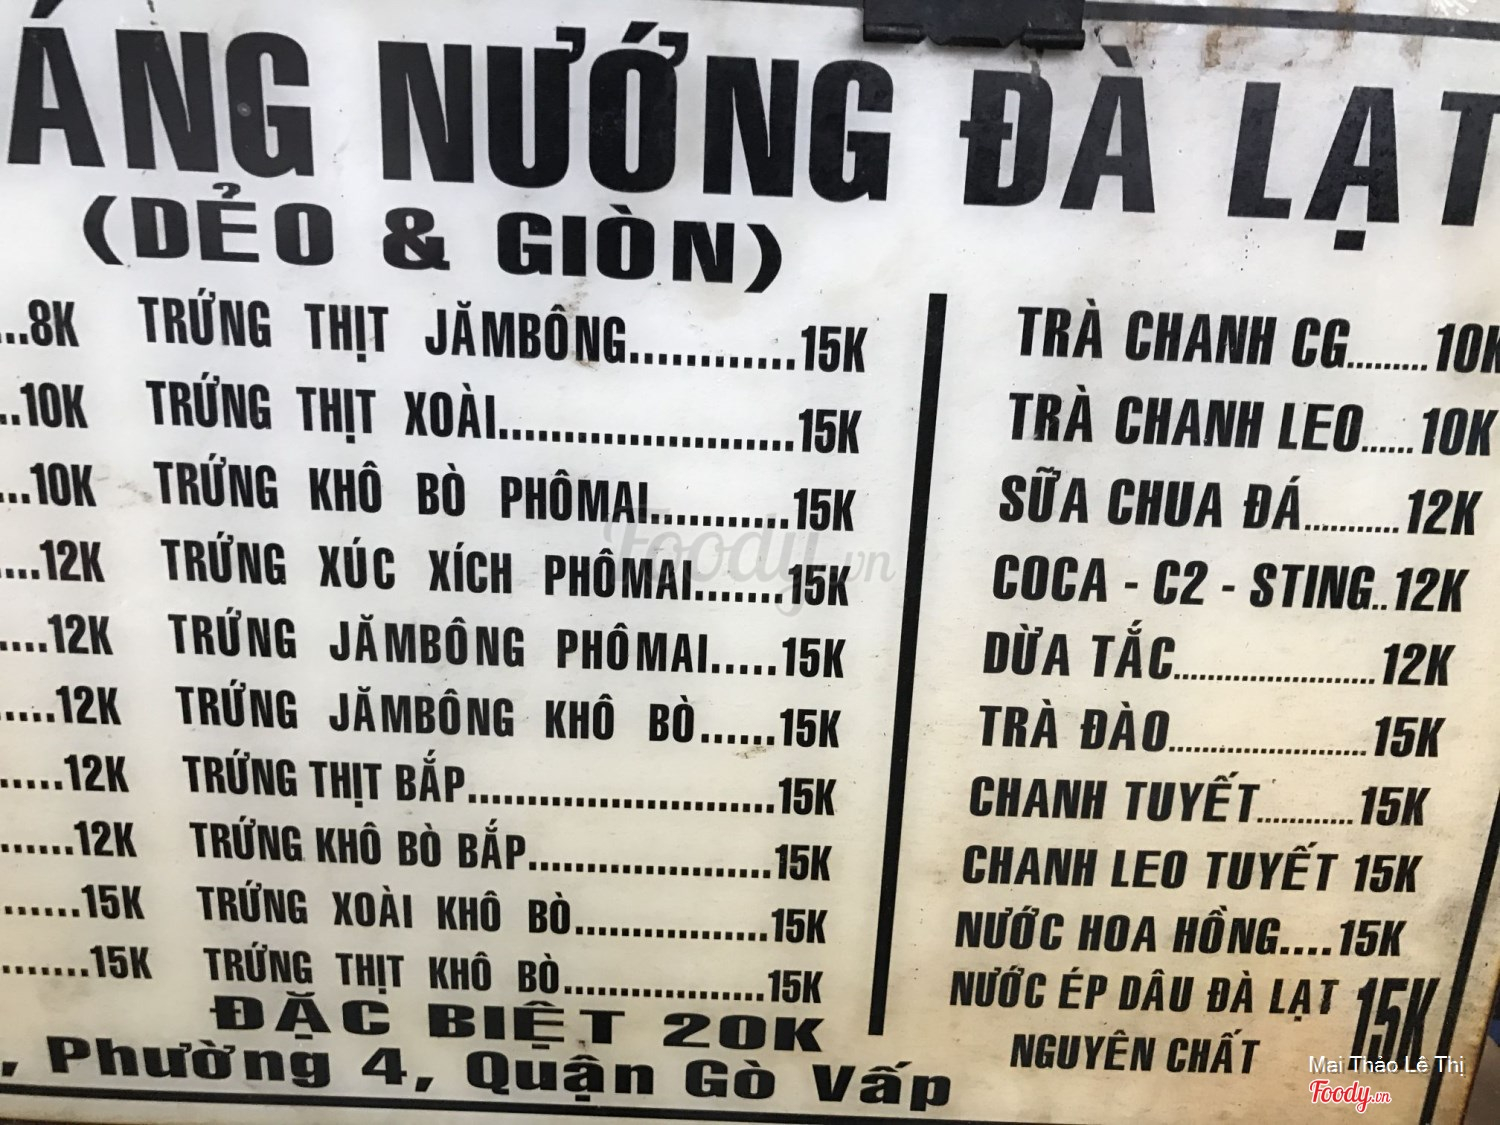 ÁNG NƯỚNG ĐÀ LẠT
(DẺO & GIÒN)
...8K
...10K
...10K
....12K
....12K
.....12K
.....12K
......12K
......15K
.......15K
TRỨNG THỊT JĂMBÔNG............15K
TRỨNG THỊT XOÀI.......................15K
TRỨNG KHÔ BÒ PHÔMAI...........15K
TRỨNG XÚC XÍCH PHÔMAI.......15K
TRỨNG JĂMBÔNG PHÔMAI.....15K
TRỨNG JĂMBÔNG KHÔ BÒ......15K
TRỨNG THỊT BẮP..........................15K
TRỨNG KHÔ BÒ BẮP.....................15K
TRỨNG XOÀI KHÔ BÒ.................15K
TRỨNG THỊT KHÔ BÒ..................15K
ĐẶC BIỆT 20K
TRÀ CHANH CG.........10K
TRÀ CHANH LEO......10K
SỮA CHUA ĐÁ...........12K
COCA - C2 - STING..12K
DỪA TẮC.......................12K
TRÀ ĐÀO........................15K
CHANH TUYẾT............15K
CHANH LEO TUYẾT 15K
NƯỚC HOA HỒNG....15K
NƯỚC ÉP DÂU ĐÀ LẠT 15K
NGUYÊN CHẤT
, Phường 4, Quận Gò Vấp
Foody.vn
Mai Thảo Lê Thị
Foody.vn